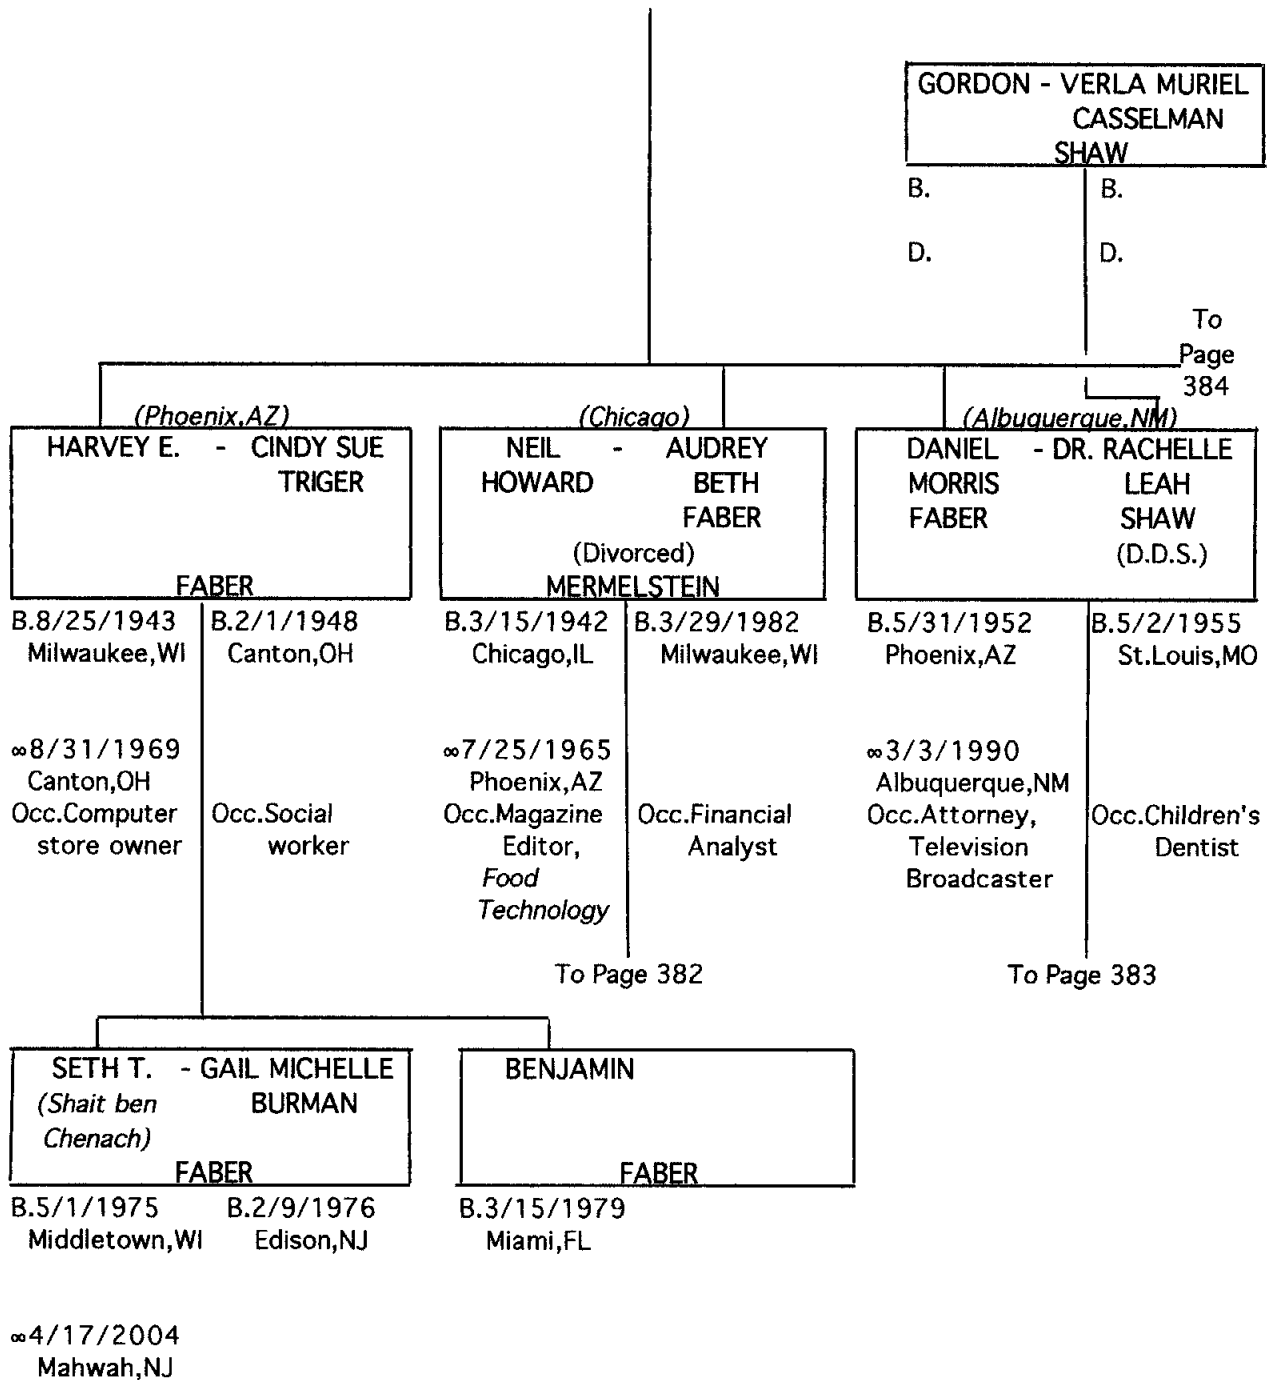 GORDON - VERLA MURIEL
CASSELMAN
SHAW
B. B.
D. D.
To
Page
384
(Phoenix,AZ) (Chicago) (Albuquerque,NM)
HARVEY E. - CINDY SUE
TRIGER
FABER
B.8/25/1943 B.2/1/1948
Milwaukee,WI Canton,OH
∞8/31/1969
Canton,OH
Occ.Computer Occ.Social
store owner worker
NEIL - AUDREY
HOWARD BETH
FABER
(Divorced)
MERMELSTEIN
B.3/15/1942 B.3/29/1982
Chicago,IL Milwaukee,WI
∞7/25/1965
Phoenix,AZ
Occ.Magazine Occ.Financial
Editor, Analyst
Food
Technology
To Page 382
DANIEL - DR. RACHELLE
MORRIS LEAH
FABER SHAW
(D.D.S.)
B.5/31/1952 B.5/2/1955
Phoenix,AZ St.Louis,MO
∞3/3/1990
Albuquerque,NM
Occ.Attorney, Occ.Children's
Television Dentist
Broadcaster
To Page 383
SETH T. - GAIL MICHELLE
(Shait ben BURMAN
Chenach)
FABER
B.5/1/1975 B.2/9/1976
Middletown,WI Edison,NJ
∞4/17/2004
Mahwah,NJ
BENJAMIN
FABER
B.3/15/1979
Miami,FL